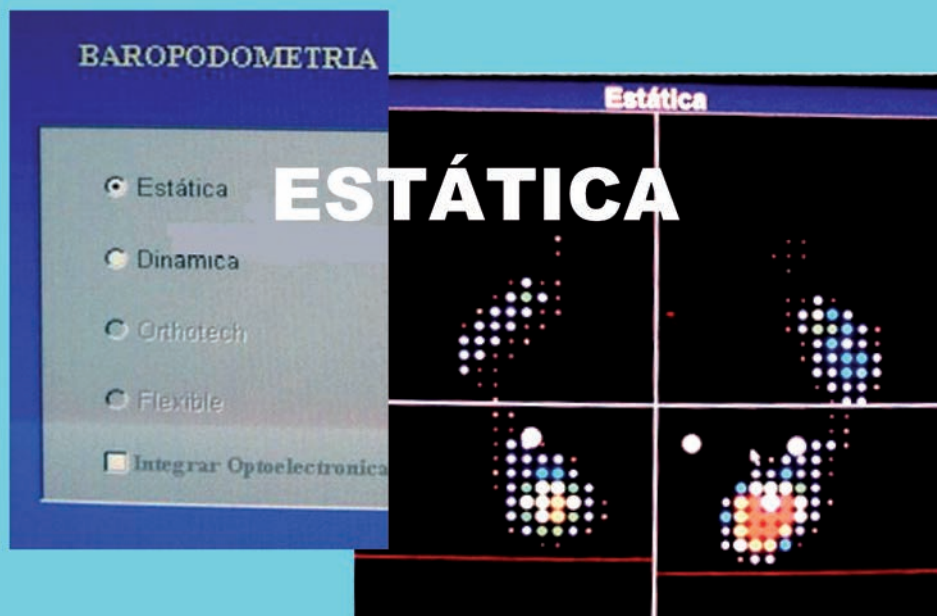 BAROPODOMETRIA
Estática
Dinamica
Orthotech
Flexible
Integrar Optoelectronica
Estática
ESTÁTICA